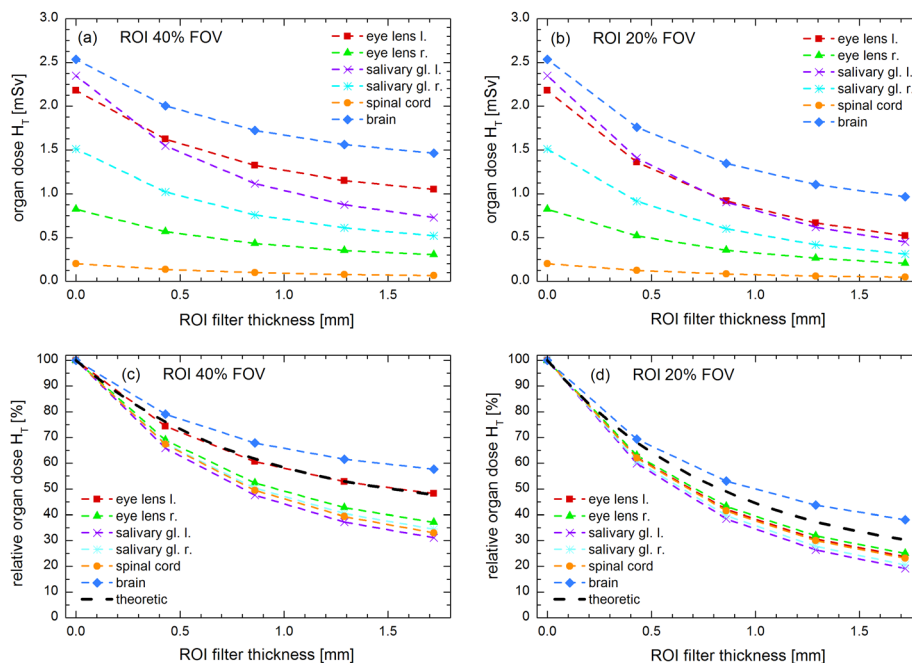 (a) ROI 40% FOV
eye lens l.
eye lens r.
salivary gl. l.
salivary gl. r.
spinal cord
brain
organ dose H_T [mSv]
3.0
2.5
2.0
1.5
1.0
0.5
0.0
0.0 0.5 1.0 1.5
ROI filter thickness [mm]
(b) ROI 20% FOV
eye lens l.
eye lens r.
salivary gl. l.
salivary gl. r.
spinal cord
brain
organ dose H_T [mSv]
3.0
2.5
2.0
1.5
1.0
0.5
0.0
0.0 0.5 1.0 1.5
ROI filter thickness [mm]
(c) ROI 40% FOV
relative organ dose H_T [%]
100
90
80
70
60
50
40
30
20
10
0
eye lens l.
eye lens r.
salivary gl. l
salivary gl. r.
spinal cord
brain
theoretic
0.0 0.5 1.0 1.5
ROI filter thickness [mm]
(d) ROI 20% FOV
relative organ dose H_T [%]
100
90
80
70
60
50
40
30
20
10
0
eye lens l.
eye lens r.
salivary gl. l
salivary gl. r.
spinal cord
brain
theoretic
0.0 0.5 1.0 1.5
ROI filter thickness [mm]